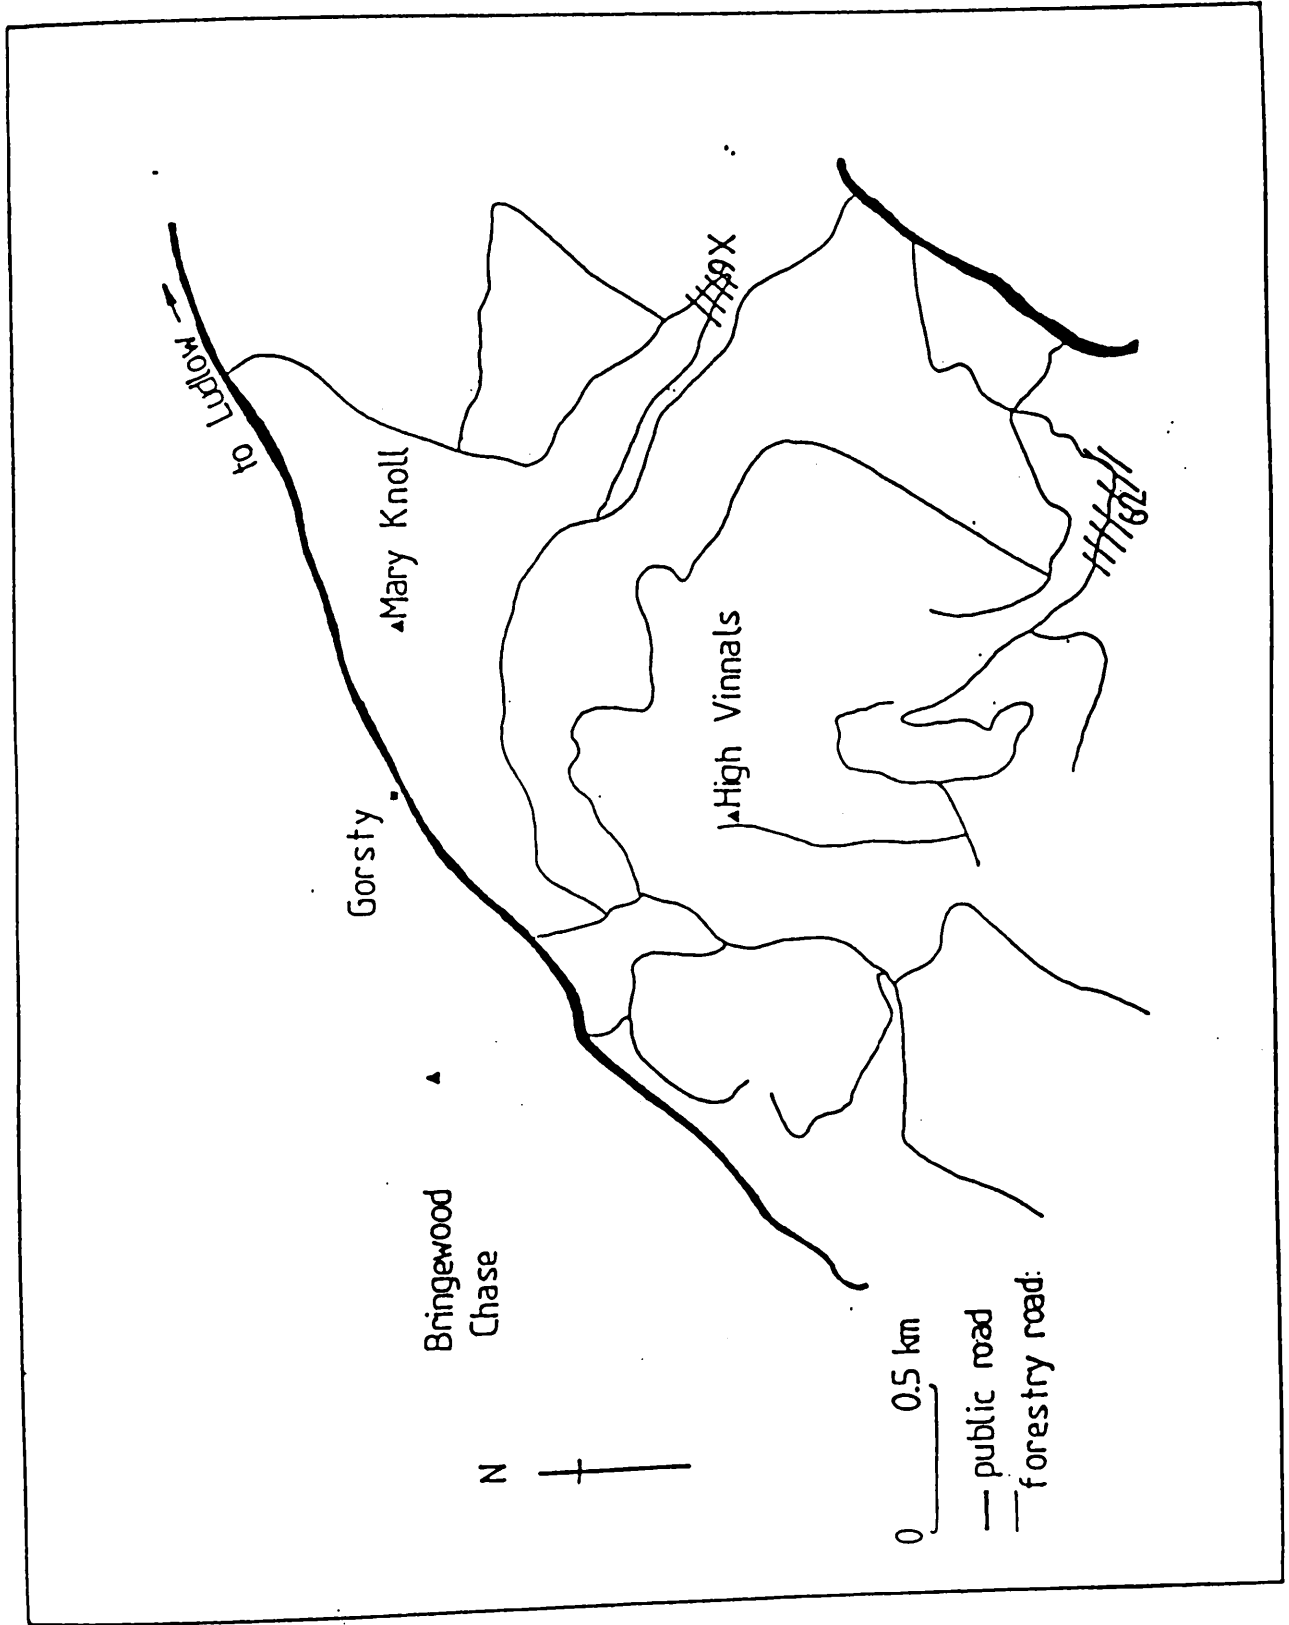 to Ludlow
Mary Knoll
Gorsty
High Vinnals
Bringewood
Chase
N
0 0.5 km
public road
forestry road: